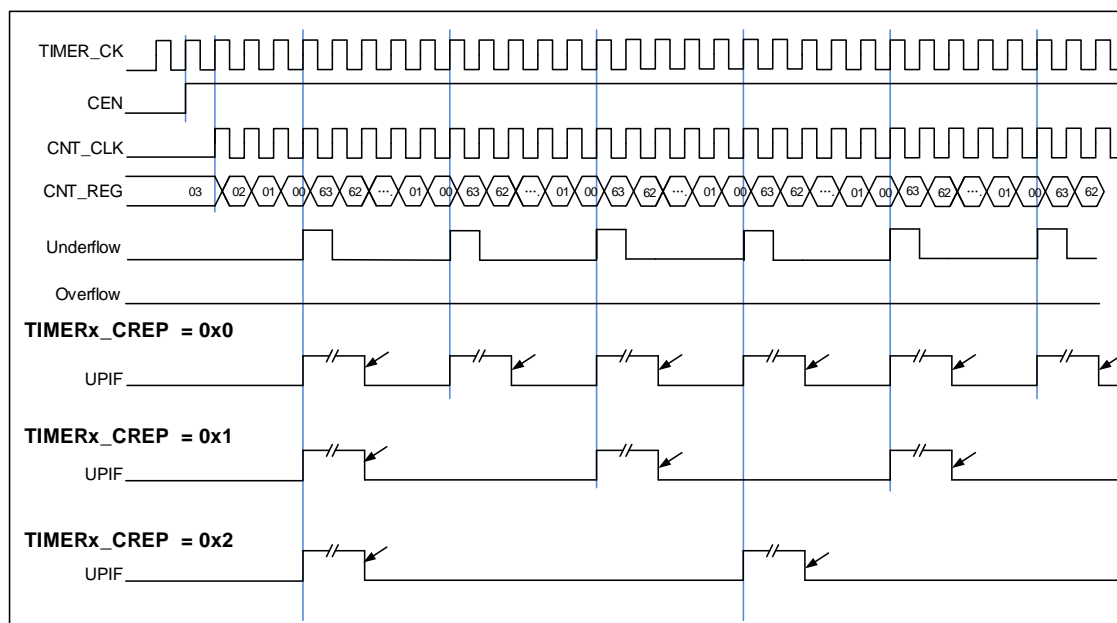 TIMER_CK
CEN
CNT_CLK
CNT_REG 03 02 01 00 63 62 .... 01 00 63 62 .... 01 00 63 62 .... 01 00 63 62 .... 01 00 63 62 .... 01 00 63 62
Underflow
Overflow
TIMERx_CREP = 0x0
UPIF
TIMERx_CREP = 0x1
UPIF
TIMERx_CREP = 0x2
UPIF